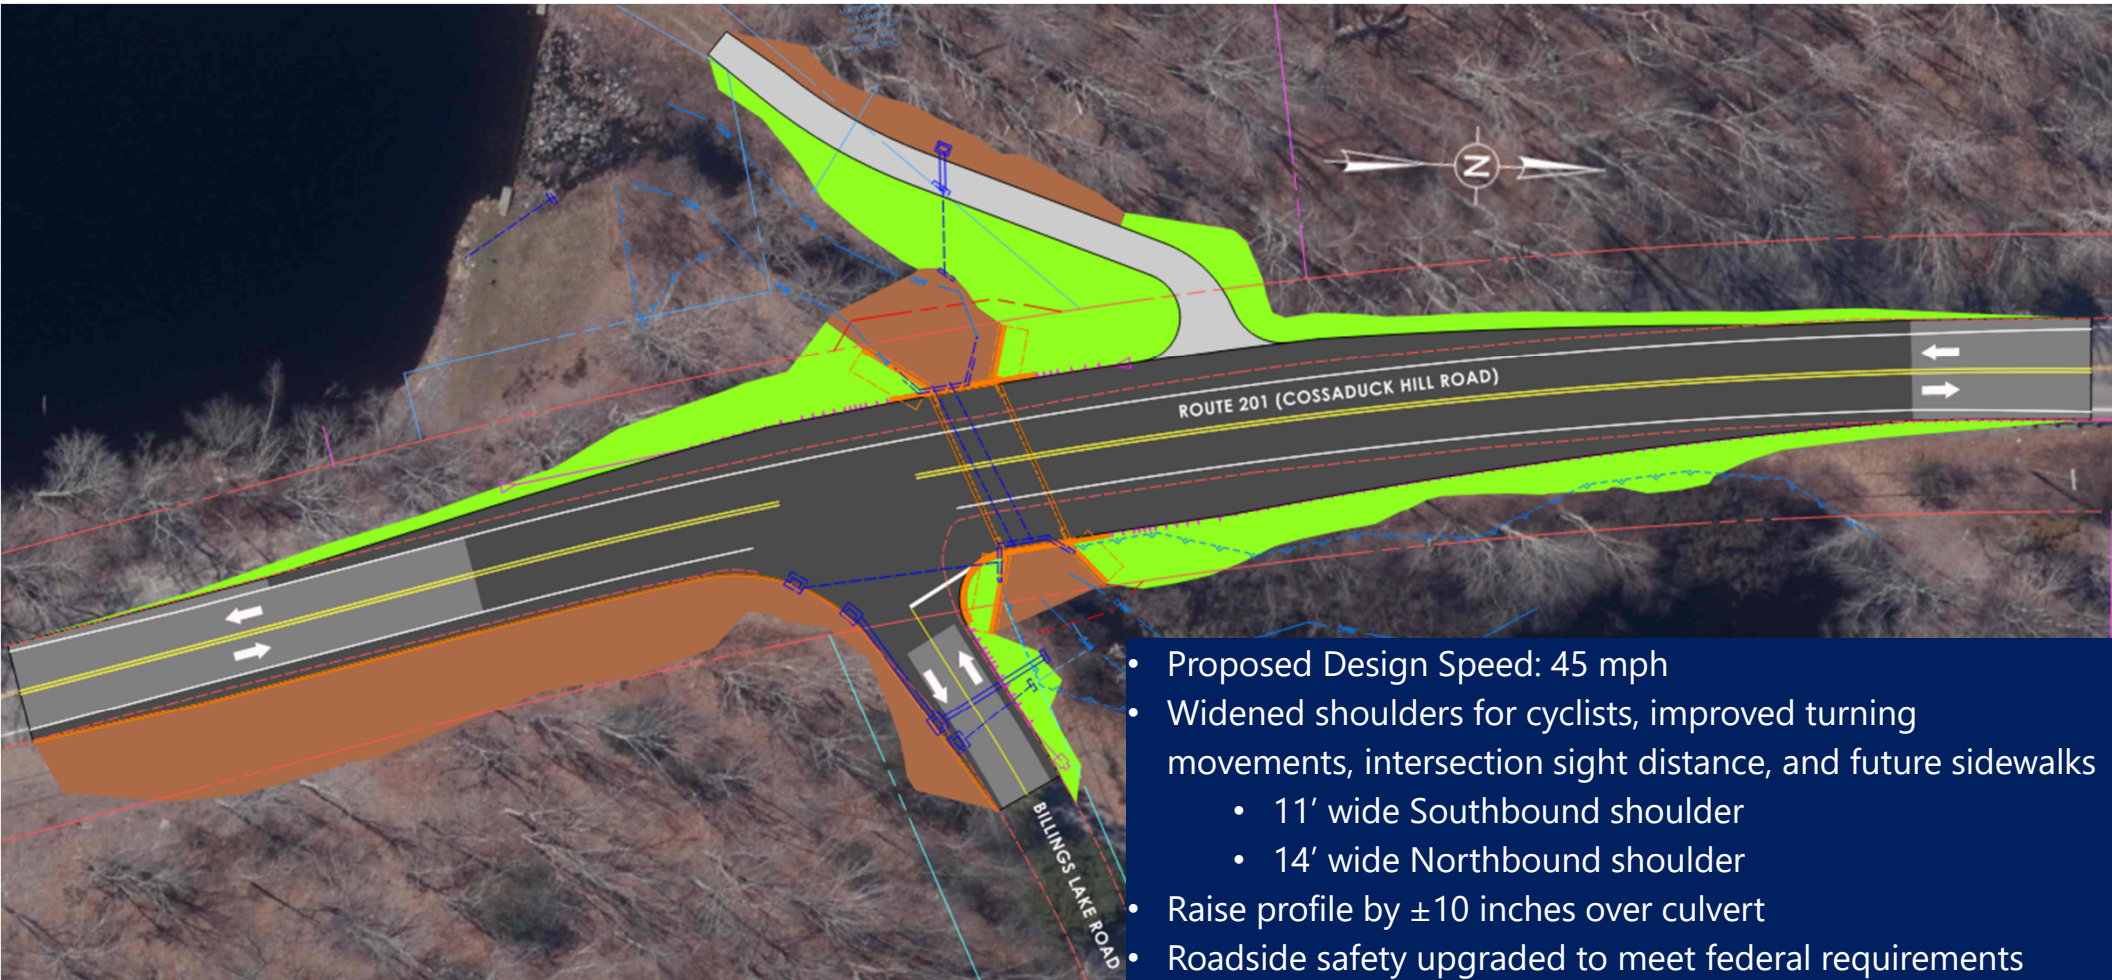 N
ROUTE 201 (COSSADUCK HILL ROAD)
BILLINGS LAKE ROAD
• Proposed Design Speed: 45 mph
• Widened shoulders for cyclists, improved turning
movements, intersection sight distance, and future sidewalks
• 11’ wide Southbound shoulder
• 14’ wide Northbound shoulder
• Raise profile by ±10 inches over culvert
• Roadside safety upgraded to meet federal requirements